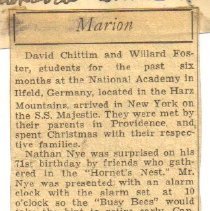 Marion
David Chittim and Willard Fos-
ter, students for the past six
months at the National Academy in
Ilfeld, Germany, located in the Harz
Mountains, arrived in New York on
the S.S. Majestic. They were met by
their parents in Providence and
spent Christmas with their respec-
tive families.
Nathan Nye was surprised on his
71st birthday by friends who gath-
ered in the "Hornet's Nest." Mr.
Nye was presented with an alarm
clock with the alarm set at 10
o'clock so the "Busy Bees" would